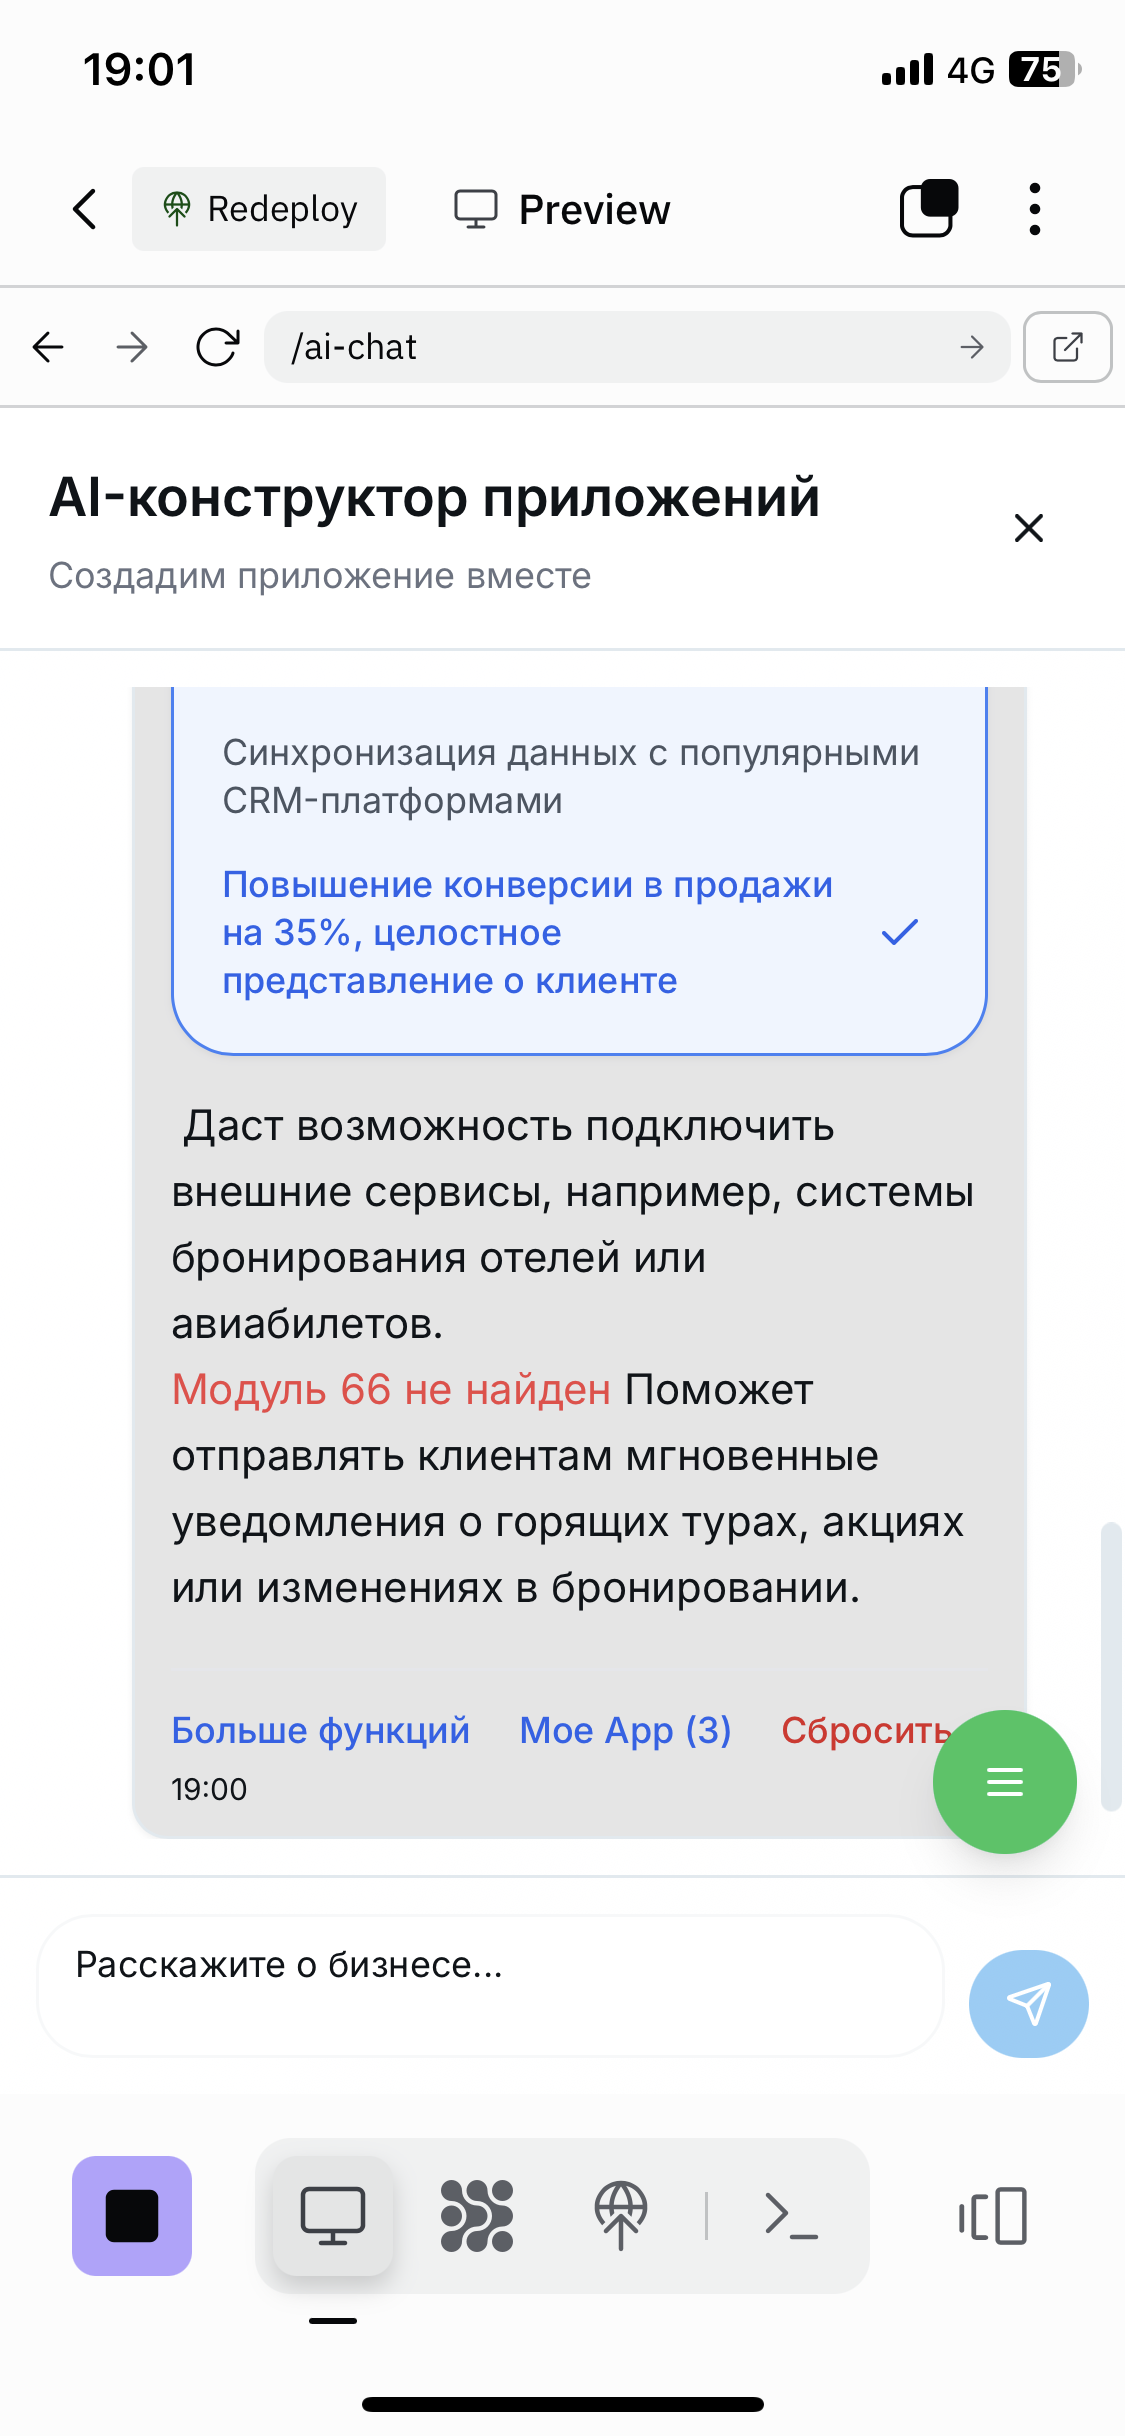 19:01
4G 75
Redeploy Preview
/ai-chat
AI-конструктор приложений
Создадим приложение вместе
Синхронизация данных с популярными
CRM-платформами
Повышение конверсии в продажи
на 35%, целостное
представление о клиенте
Даст возможность подключить
внешние сервисы, например, системы
бронирования отелей или
авиабилетов.
Модуль 66 не найден Поможет
отправлять клиентам мгновенные
уведомления о горящих турах, акциях
или изменениях в бронировании.
Больше функций Мое App (3) Сбросить
19:00
Расскажите о бизнесе...